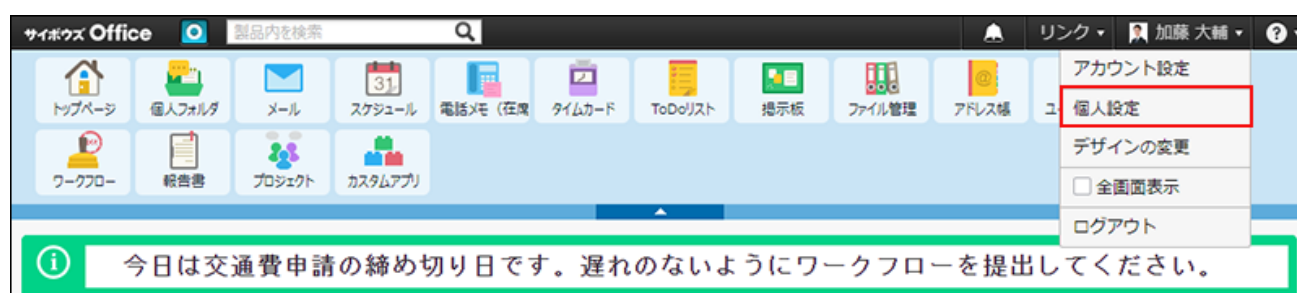 サイボウズ Office 製品内を検索 リンク 加藤 大輔
トップページ 個人フォルダ メール スケジュール 電話メモ（在席 タイムカード ToDoリスト 掲示板 ファイル管理 アドレス帳 ユー
アカウント設定
個人設定
デザインの変更
全画面表示
ログアウト
ワークフロー 報告書 プロジェクト カスタムアプリ
今日は交通費申請の締め切り日です。遅れのないようにワークフローを提出してください。